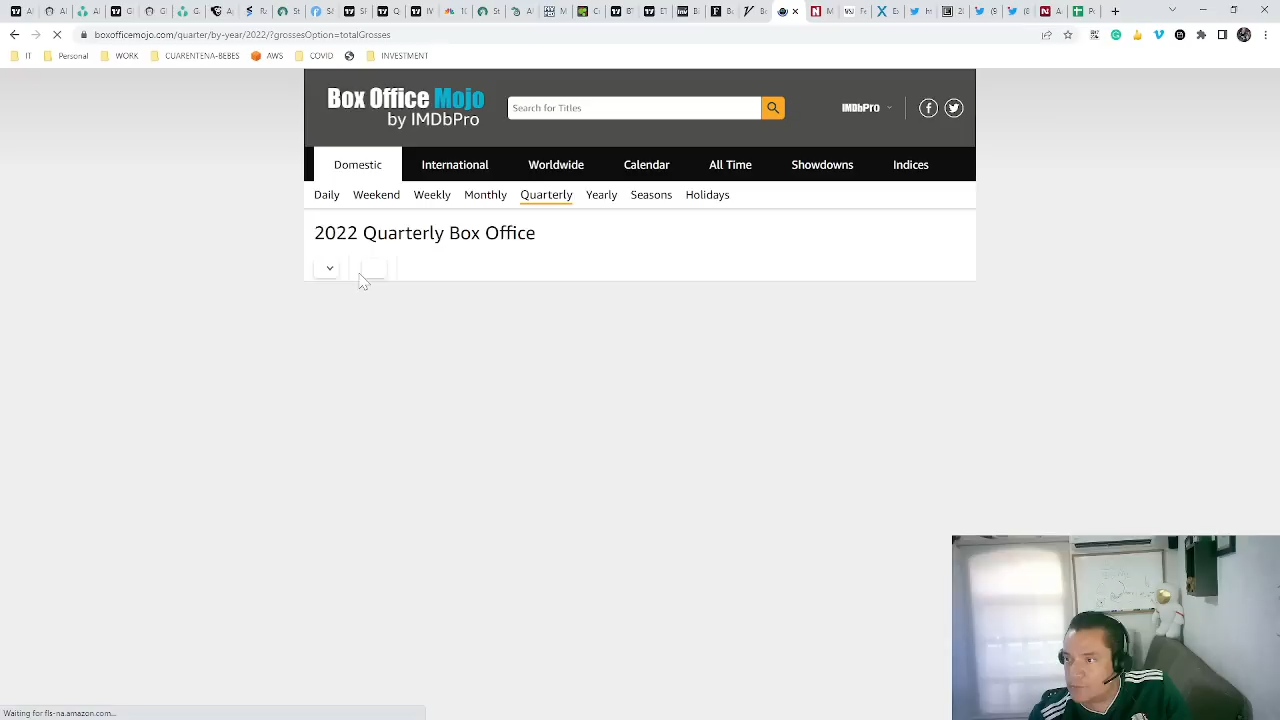 boxofficemojo.com/quarter/by-year/2022/?grossesOption=totalGrosses
IT Personal WORK CUARENTENA-BEBES AWS COVID INVESTMENT
Box Office Mojo
by IMDbPro
Search for Titles
IMDbPro
Domestic International Worldwide Calendar All Time Showdowns Indices
Daily Weekend Weekly Monthly Quarterly Yearly Seasons Holidays
2022 Quarterly Box Office
Waiting for fls-na.amazon.com...